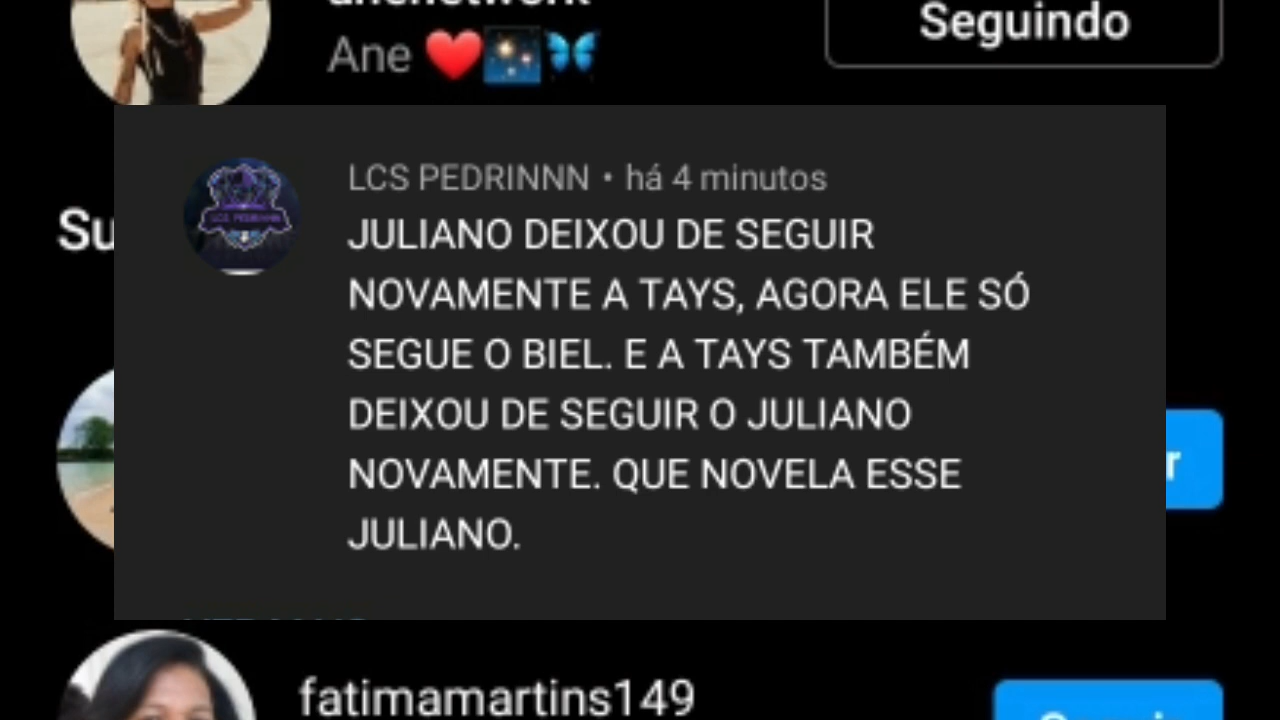 Ane ❤️🎇🦋
Seguindo
LCS PEDRINNN • há 4 minutos
JULIANO DEIXOU DE SEGUIR
NOVAMENTE A TAYS, AGORA ELE SÓ
SEGUE O BIEL. E A TAYS TAMBÉM
DEIXOU DE SEGUIR O JULIANO
NOVAMENTE. QUE NOVELA ESSE
JULIANO.
Su
r
fatimamartins149